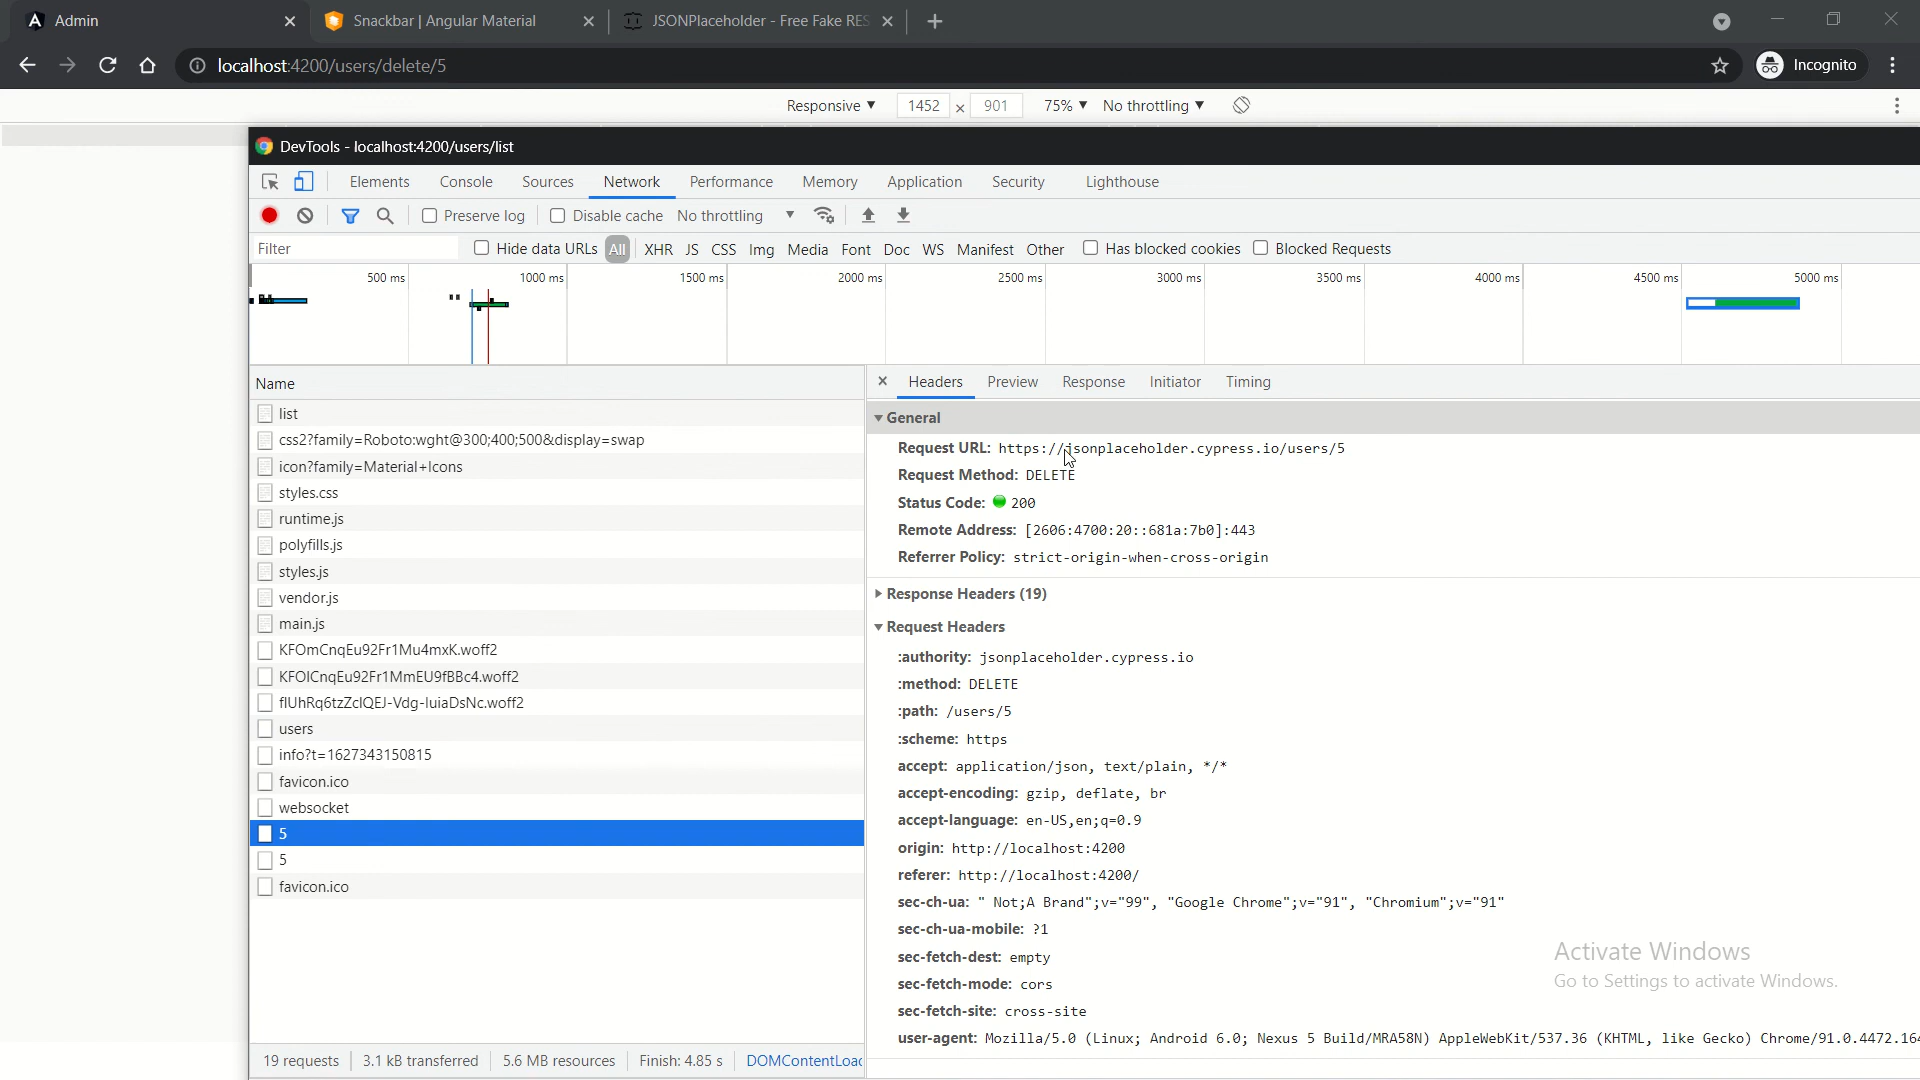 Admin
Snackbar | Angular Material
JSONPlaceholder - Free Fake RES
localhost:4200/users/delete/5
Incognito
Responsive ▼ 1452 × 901 75% ▼ No throttling ▼
DevTools - localhost:4200/users/list
Elements Console Sources Network Performance Memory Application Security Lighthouse
Preserve log Disable cache No throttling ▼
Filter Hide data URLs All XHR JS CSS Img Media Font Doc WS Manifest Other Has blocked cookies Blocked Requests
500 ms 1000 ms 1500 ms 2000 ms 2500 ms 3000 ms 3500 ms 4000 ms 4500 ms 5000 ms
Name
list
css2?family=Roboto:wght@300;400;500&display=swap
icon?family=Material+Icons
styles.css
runtime.js
polyfills.js
styles.js
vendor.js
main.js
KFOmCnqEu92Fr1Mu4mxK.woff2
KFOlCnqEu92Fr1MmEU9fBBc4.woff2
flUhRq6tzZclQEJ-Vdg-IuiaDsNc.woff2
users
info?t=1627343150815
favicon.ico
websocket
5
5
favicon.ico
19 requests 3.1 kB transferred 5.6 MB resources Finish: 4.85 s DOMContentLoad
Headers Preview Response Initiator Timing
General
Request URL: https://jsonplaceholder.cypress.io/users/5
Request Method: DELETE
Status Code: 200
Remote Address: [2606:4700:20::681a:7b0]:443
Referrer Policy: strict-origin-when-cross-origin
Response Headers (19)
Request Headers
:authority: jsonplaceholder.cypress.io
:method: DELETE
:path: /users/5
:scheme: https
accept: application/json, text/plain, */*
accept-encoding: gzip, deflate, br
accept-language: en-US,en;q=0.9
origin: http://localhost:4200
referer: http://localhost:4200/
sec-ch-ua: " Not;A Brand";v="99", "Google Chrome";v="91", "Chromium";v="91"
sec-ch-ua-mobile: ?1
sec-fetch-dest: empty
sec-fetch-mode: cors
sec-fetch-site: cross-site
user-agent: Mozilla/5.0 (Linux; Android 6.0; Nexus 5 Build/MRA58N) AppleWebKit/537.36 (KHTML, like Gecko) Chrome/91.0.4472.164
Activate Windows
Go to Settings to activate Windows.